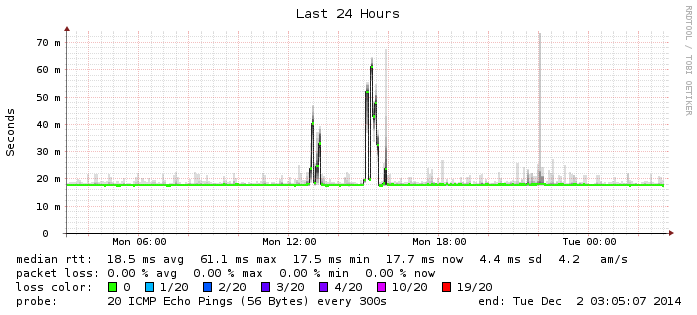 Last 24 Hours
RRDTOOL / TOBI OETIKER
Seconds
70 m
60 m
50 m
40 m
30 m
20 m
10 m
0
Mon 06:00 Mon 12:00 Mon 18:00 Tue 00:00
median rtt: 18.5 ms avg 61.1 ms max 17.5 ms min 17.7 ms now 4.4 ms sd 4.2 am/s
packet loss: 0.00 % avg 0.00 % max 0.00 % min 0.00 % now
loss color: 0 1/20 2/20 3/20 4/20 10/20 19/20
probe: 20 ICMP Echo Pings (56 Bytes) every 300s end: Tue Dec 2 03:05:07 2014